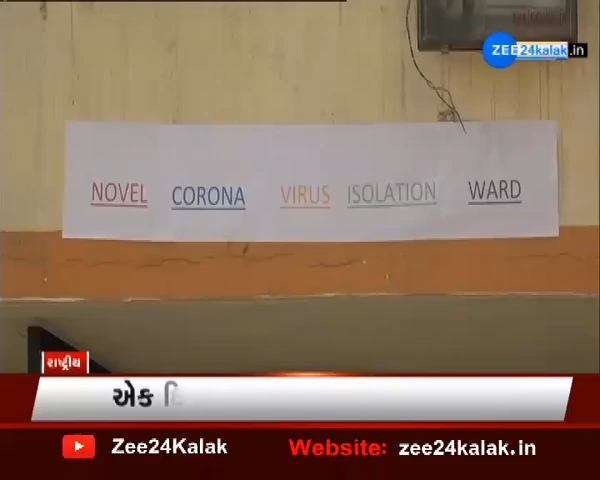 ZEE24kalak.in
NOVEL CORONA VIRUS ISOLATION WARD
રાષ્ટ્રીય
એક
Zee24Kalak Website: zee24kalak.in